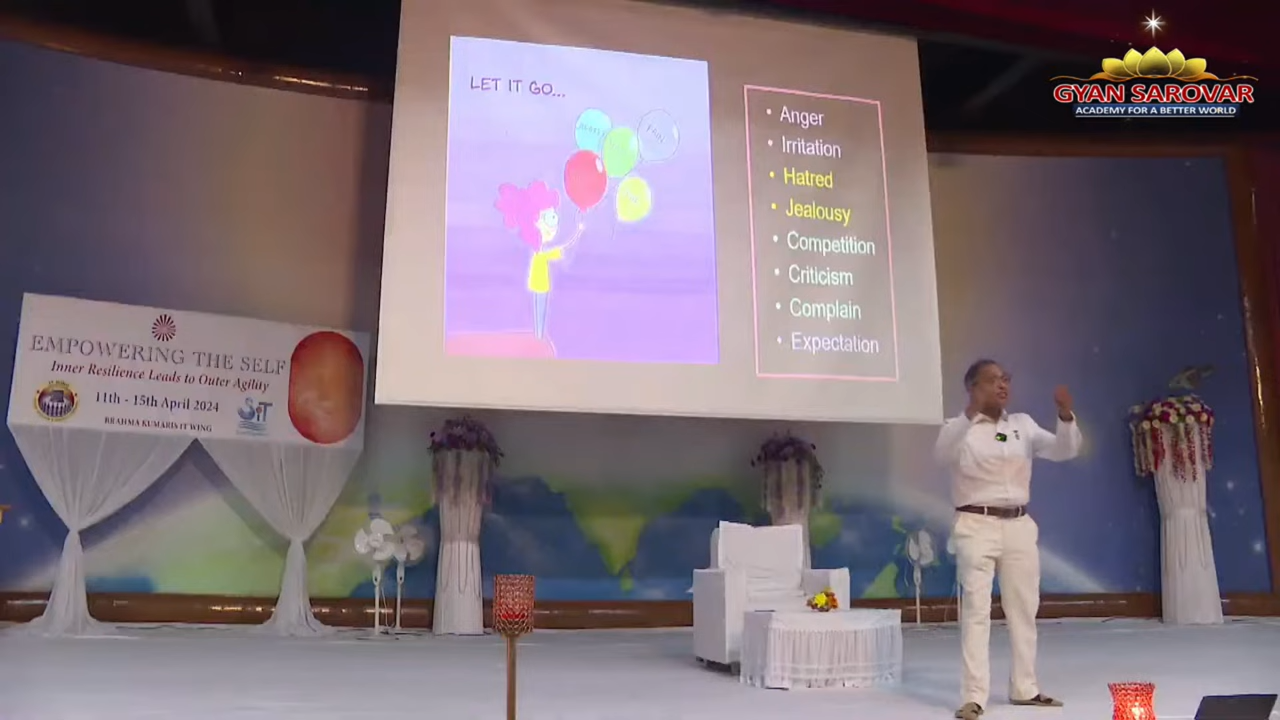 GYAN SAROVAR
ACADEMY FOR A BETTER WORLD
LET IT GO...
• Anger
• Irritation
• Hatred
• Jealousy
• Competition
• Criticism
• Complain
• Expectation
EMPOWERING THE SELF
Inner Resilience Leads to Outer Agility
11th - 15th April 2024
BRAHMA KUMARIS IT WING
SiT